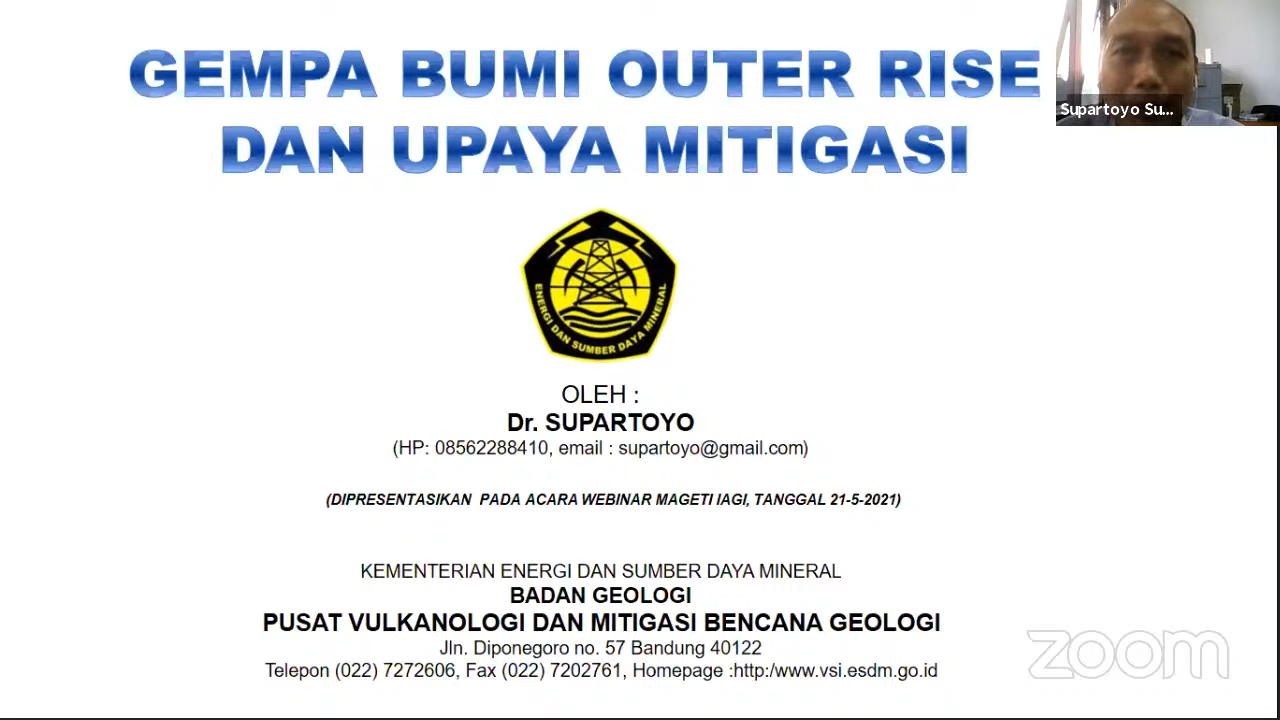 GEMPA BUMI OUTER RISE
DAN UPAYA MITIGASI
Supartoyo Su...
ENERGI DAN SUMBER DAYA MINERAL
OLEH :
Dr. SUPARTOYO
(HP: 08562288410, email : supartoyo@gmail.com)
(DIPRESENTASIKAN PADA ACARA WEBINAR MAGETI IAGI, TANGGAL 21-5-2021)
KEMENTERIAN ENERGI DAN SUMBER DAYA MINERAL
BADAN GEOLOGI
PUSAT VULKANOLOGI DAN MITIGASI BENCANA GEOLOGI
Jln. Diponegoro no. 57 Bandung 40122
Telepon (022) 7272606, Fax (022) 7202761, Homepage :http:/www.vsi.esdm.go.id
zoom